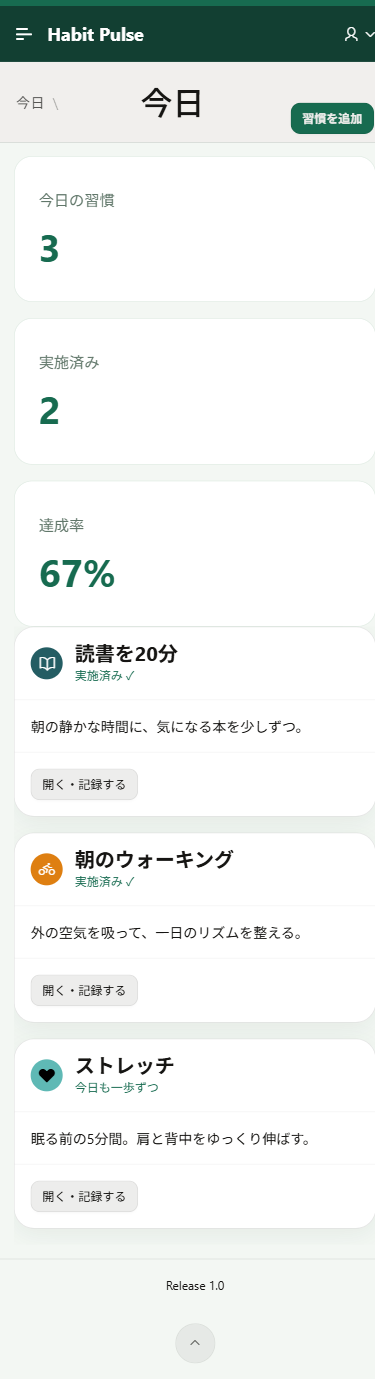 Habit Pulse
今日 \
今日
習慣を追加
今日の習慣
3
実施済み
2
達成率
67%
読書を20分
実施済み ✓
朝の静かな時間に、気になる本を少しずつ。
開く・記録する
朝のウォーキング
実施済み ✓
外の空気を吸って、一日のリズムを整える。
開く・記録する
ストレッチ
今日も一歩ずつ
眠る前の5分間。肩と背中をゆっくり伸ばす。
開く・記録する
Release 1.0